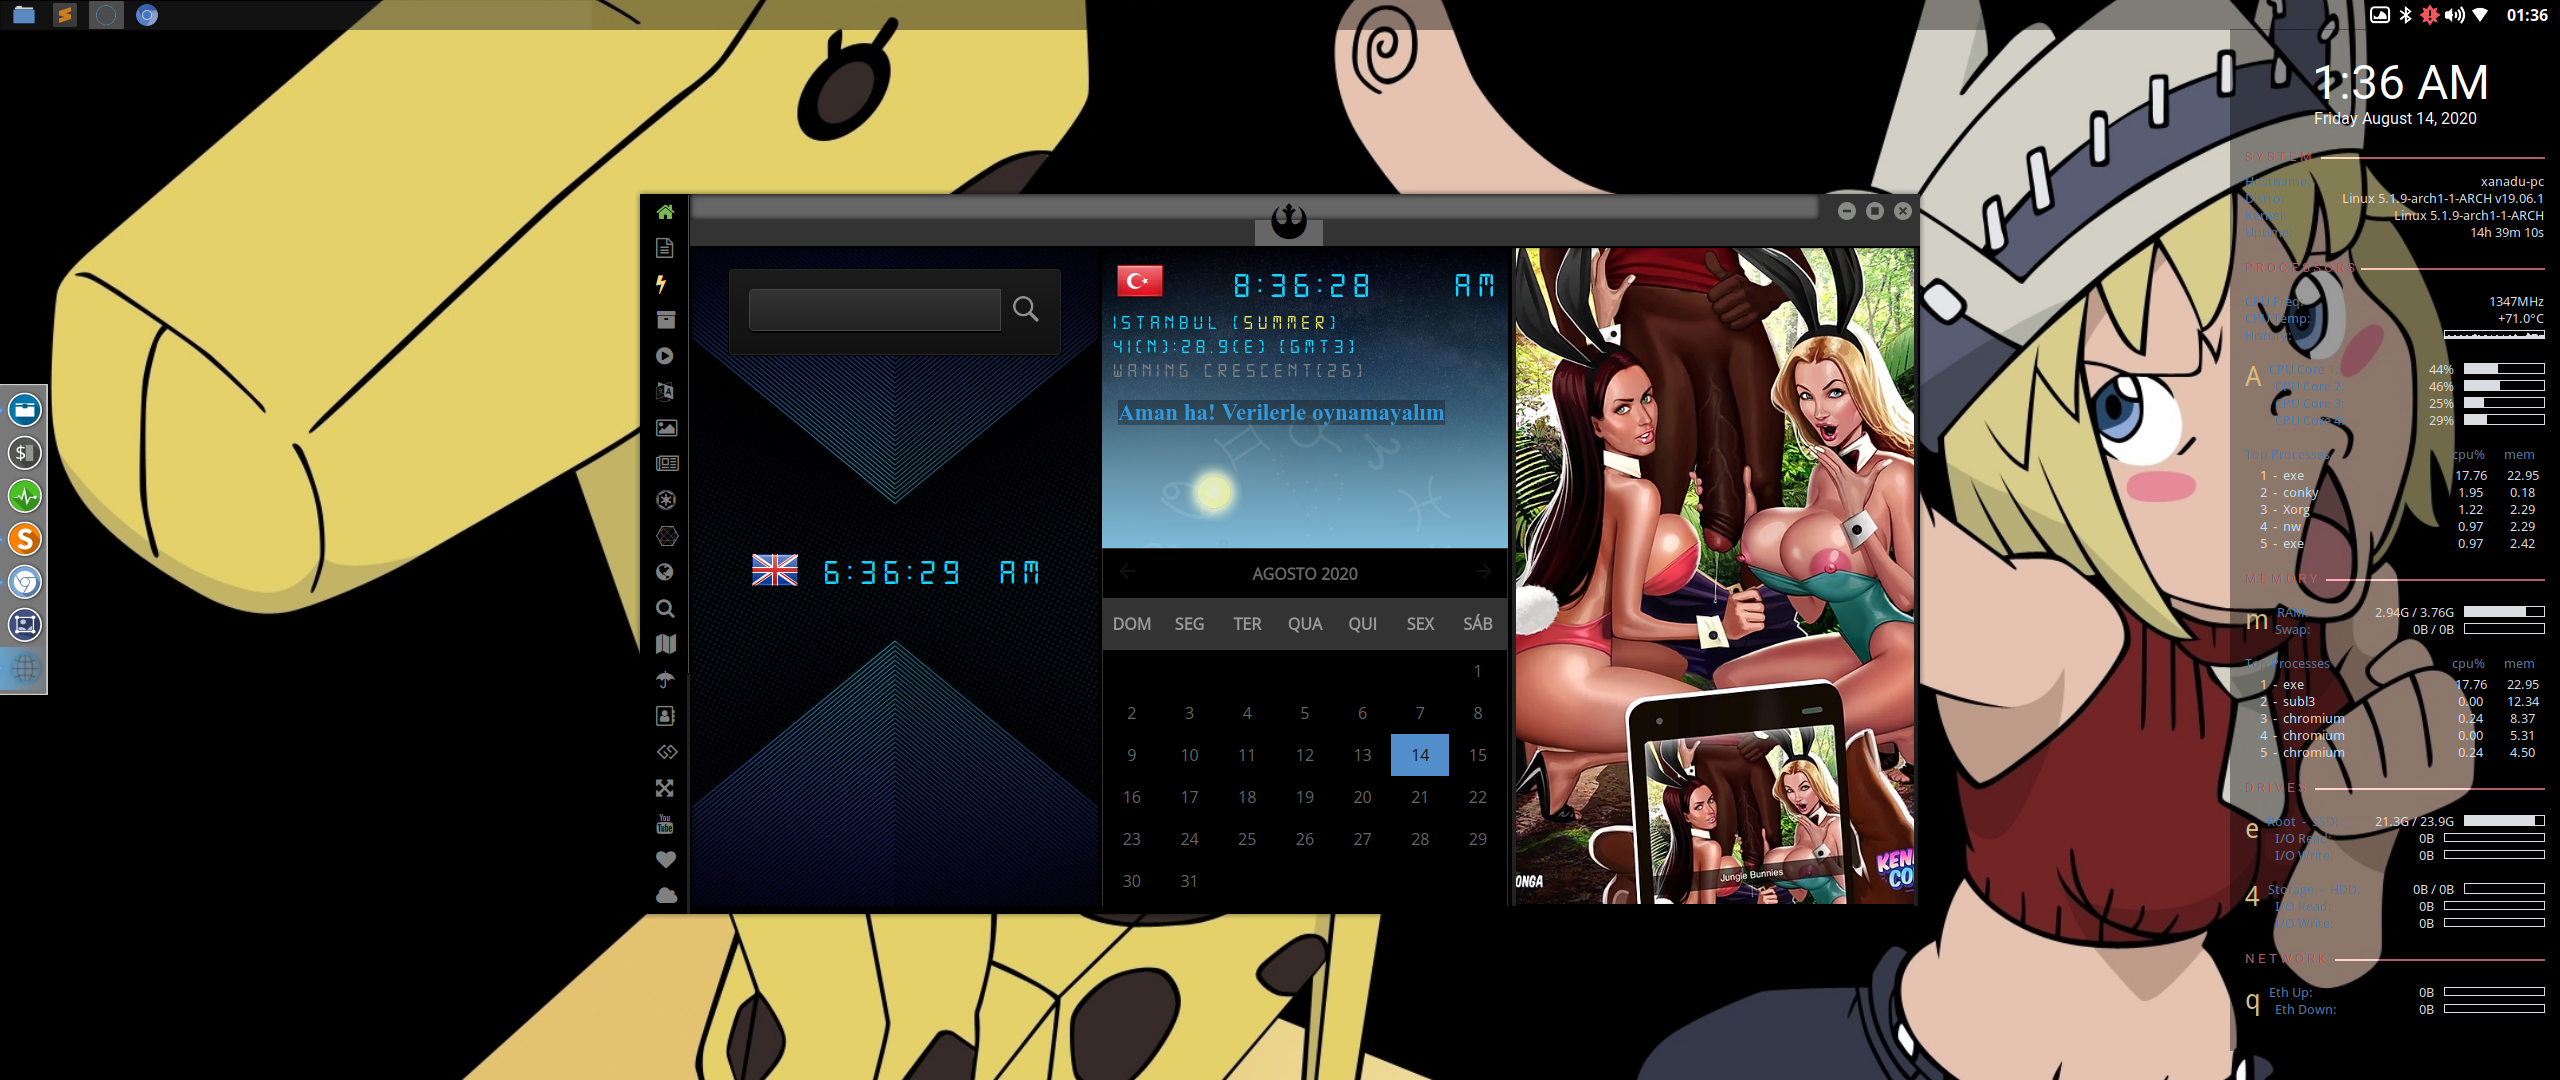 01:36
1:36 AM
Friday August 14, 2020
SYSTEM
xanadu-pc
Linux 5.1.9-arch1-1-ARCH v19.06.1
Linux 5.1.9-arch1-1-ARCH
14h 39m 10s
PROCESSORS
CPU Freq: 1347MHz
CPU Temp: +71.0°C
History:
A CPU Core 1: 44%
CPU Core 2: 46%
CPU Core 3: 25%
CPU Core 4: 29%
Top Processes cpu% mem
1 - exe 17.76 22.95
2 - conky 1.95 0.18
3 - Xorg 1.22 2.29
4 - nw 0.97 2.29
5 - exe 0.97 2.42
MEMORY
m RAM: 2.94G / 3.76G
Swap: 0B / 0B
Top Processes cpu% mem
1 - exe 17.76 22.95
2 - subl3 0.00 12.34
3 - chromium 0.24 8.37
4 - chromium 0.00 5.31
5 - chromium 0.24 4.50
DRIVES
e Root - 21.3G / 23.9G
I/O Read: 0B
I/O Write: 0B
4 Storage - HDD: 0B / 0B
I/O Read: 0B
I/O Write: 0B
NETWORK
q Eth Up: 0B
Eth Down: 0B
You
Tube
6:36:29 AM
8:36:28 AM
ISTANBUL (SUMMER)
41(N):28.9(E) (GMT3)
WANING CRESCENT(26)
Aman ha! Verilerle oynamayalım
AGOSTO 2020
DOM SEG TER QUA QUI SEX SÁB
1
2 3 4 5 6 7 8
9 10 11 12 13 14 15
16 17 18 19 20 21 22
23 24 25 26 27 28 29
30 31
Jungle Bunnies